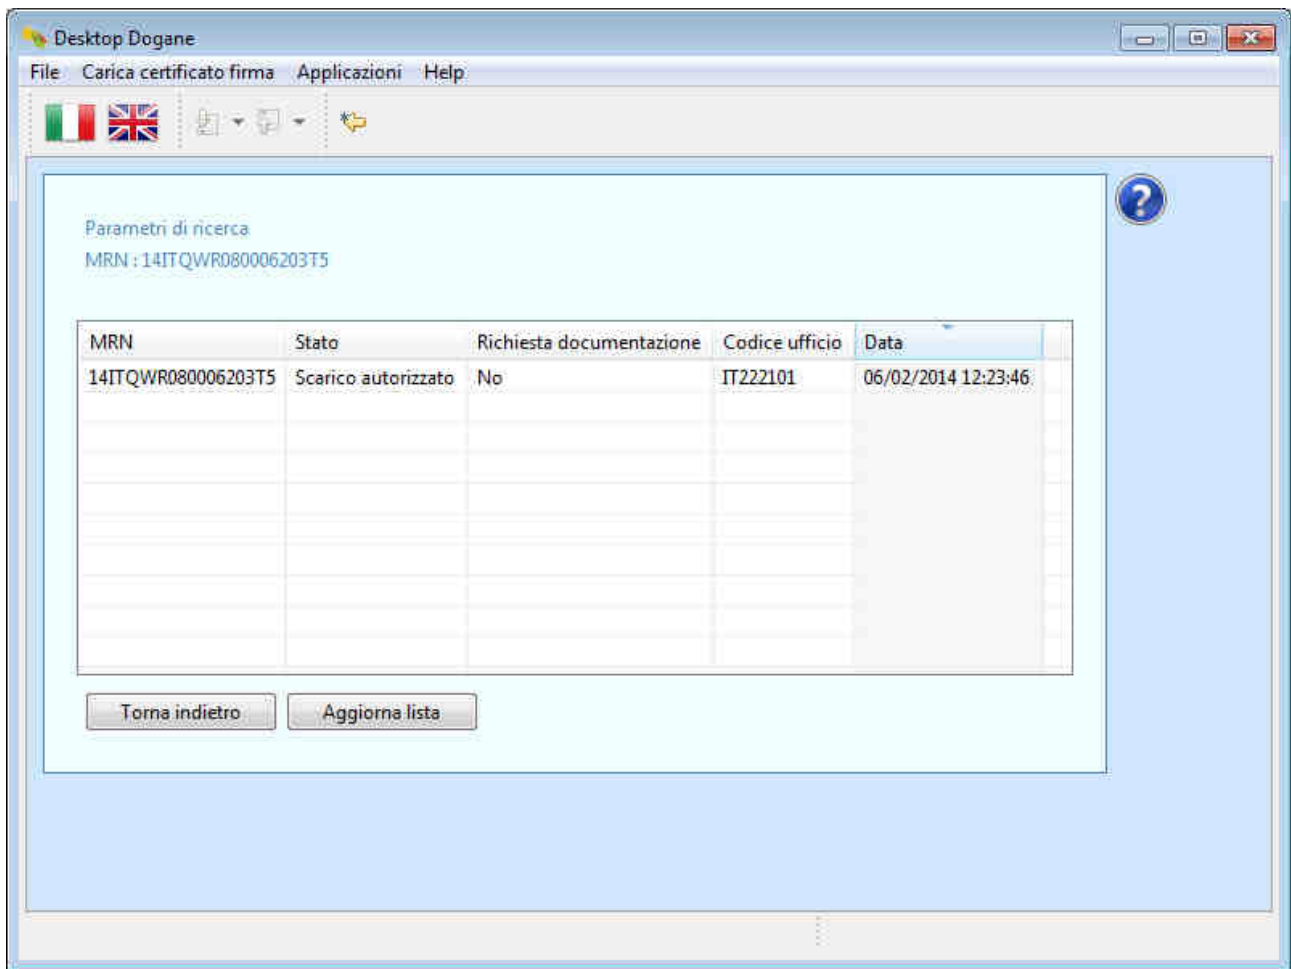 Desktop Dogane
File Carica certificato firma Applicazioni Help
Parametri di ricerca
MRN : 14ITQWR080006203T5
MRN Stato Richiesta documentazione Codice ufficio Data
14ITQWR080006203T5 Scarico autorizzato No IT222101 06/02/2014 12:23:46
Torna indietro Aggiorna lista